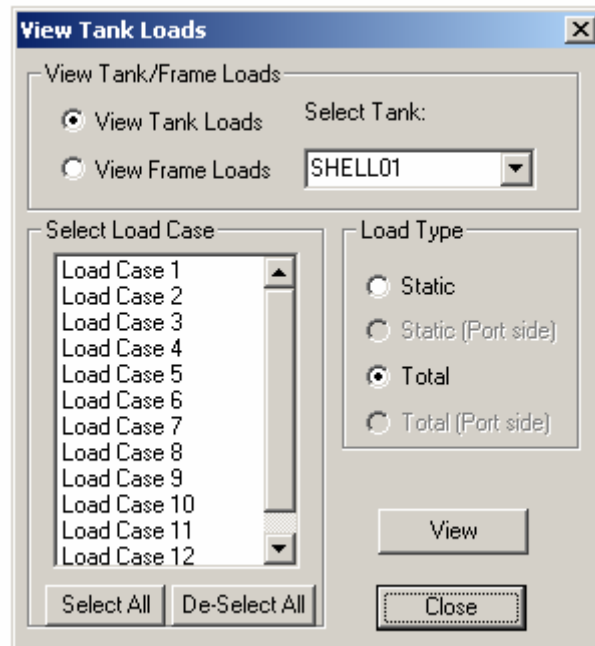 View Tank Loads
View Tank/Frame Loads
View Tank Loads
Select Tank:
View Frame Loads
SHELL01
Select Load Case
Load Case 1
Load Case 2
Load Case 3
Load Case 4
Load Case 5
Load Case 6
Load Case 7
Load Case 8
Load Case 9
Load Case 10
Load Case 11
Load Case 12
Select All
De-Select All
Load Type
Static
Static (Port side)
Total
Total (Port side)
View
Close